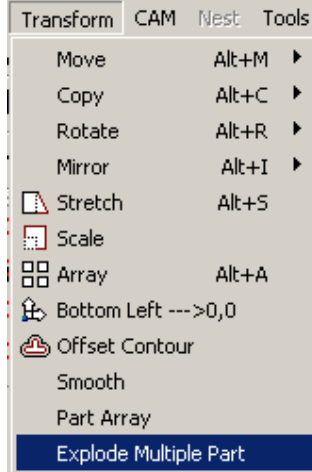 Transform CAM Nest Tools
Move Alt+M
Copy Alt+C
Rotate Alt+R
Mirror Alt+I
Stretch Alt+S
Scale
Array Alt+A
Bottom Left --->0,0
Offset Contour
Smooth
Part Array
Explode Multiple Part